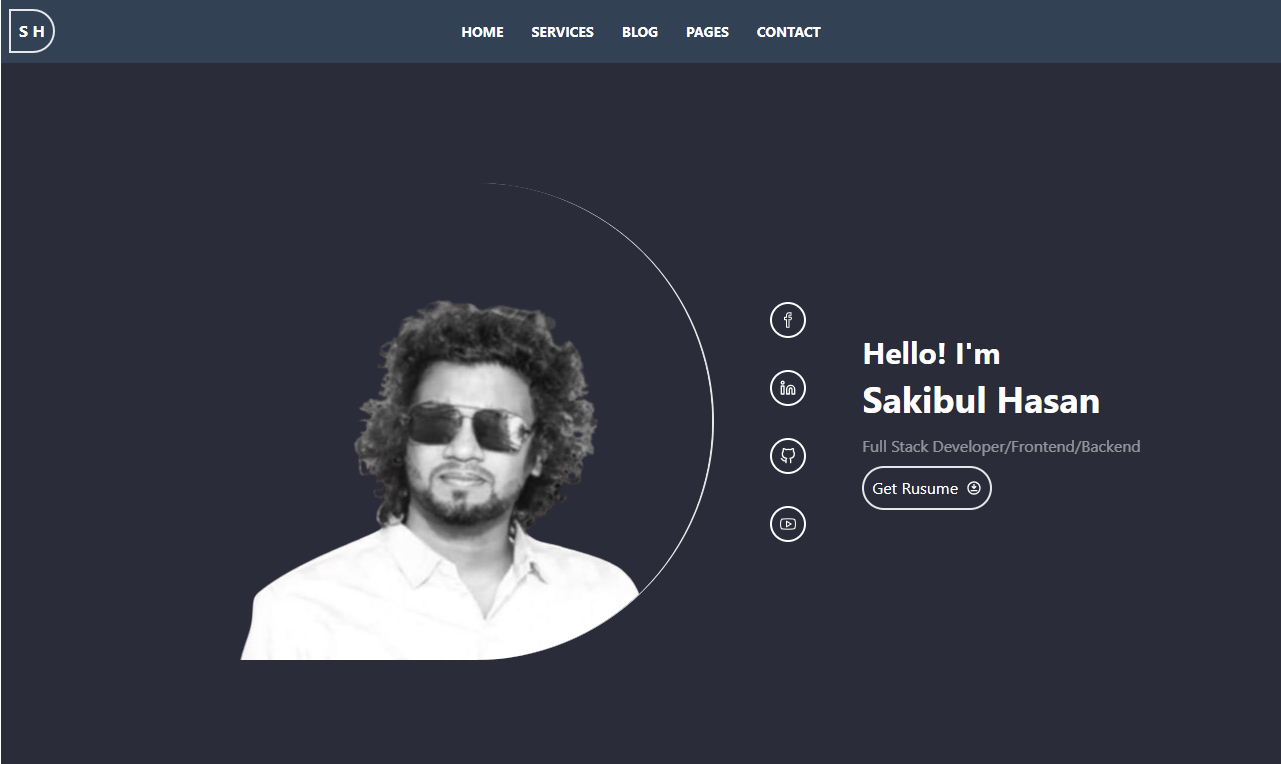 S H
HOME SERVICES BLOG PAGES CONTACT
Hello! I'm
Sakibul Hasan
Full Stack Developer/Frontend/Backend
Get Rusume